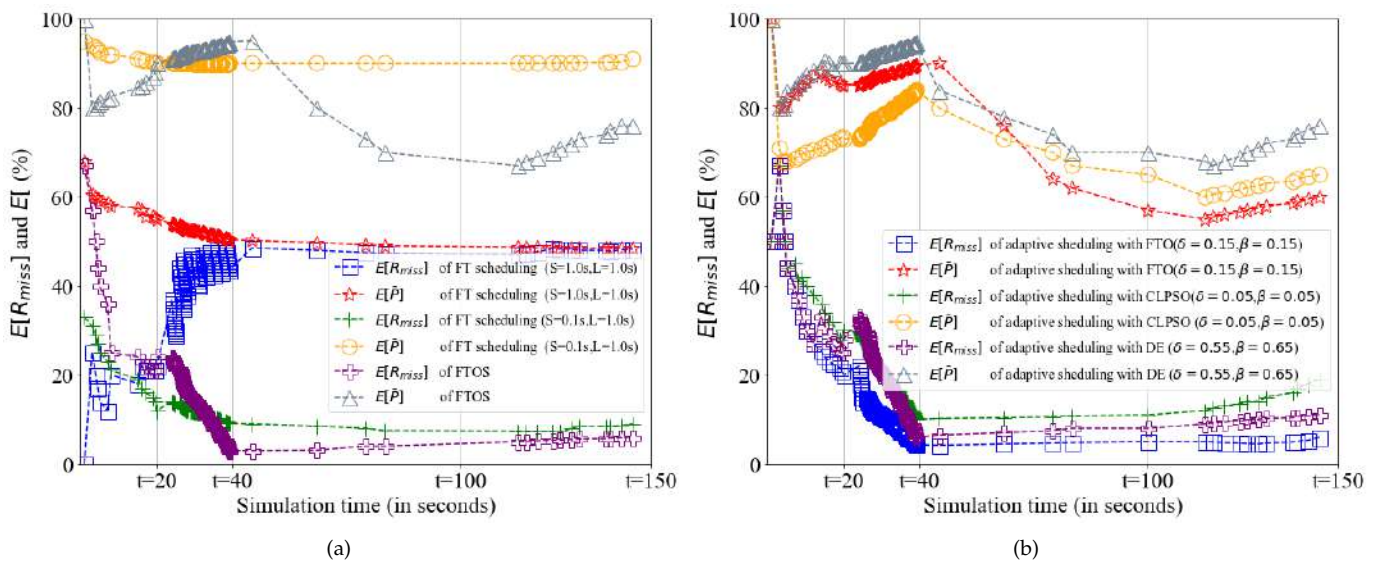 100
80
60
40
20
0
E[R_miss] and E[ (%)
E[R_miss] of FT scheduling (S=1.0s,L=1.0s)
E[P̄] of FT scheduling (S=1.0s,L=1.0s)
E[R_miss] of FT scheduling (S=0.1s,L=1.0s)
E[P̄] of FT scheduling (S=0.1s,L=1.0s)
E[R_miss] of FTOS
E[P̄] of FTOS
t=20 t=40 t=100 t=150
Simulation time (in seconds)
(a)
100
80
60
40
20
0
E[R_miss] and E[ (%)
E[R_miss] of adaptive sheduling with FTO(δ = 0.15,β = 0.15)
E[P̄] of adaptive sheduling with FTO(δ = 0.15,β = 0.15)
E[R_miss] of adaptive sheduling with CLPSO(δ = 0.05,β = 0.05)
E[P̄] of adaptive sheduling with CLPSO (δ = 0.05,β = 0.05)
E[R_miss] of adaptive sheduling with DE (δ = 0.55,β = 0.65)
E[P̄] of adaptive sheduling with DE (δ = 0.55,β = 0.65)
t=20 t=40 t=100 t=150
Simulation time (in seconds)
(b)